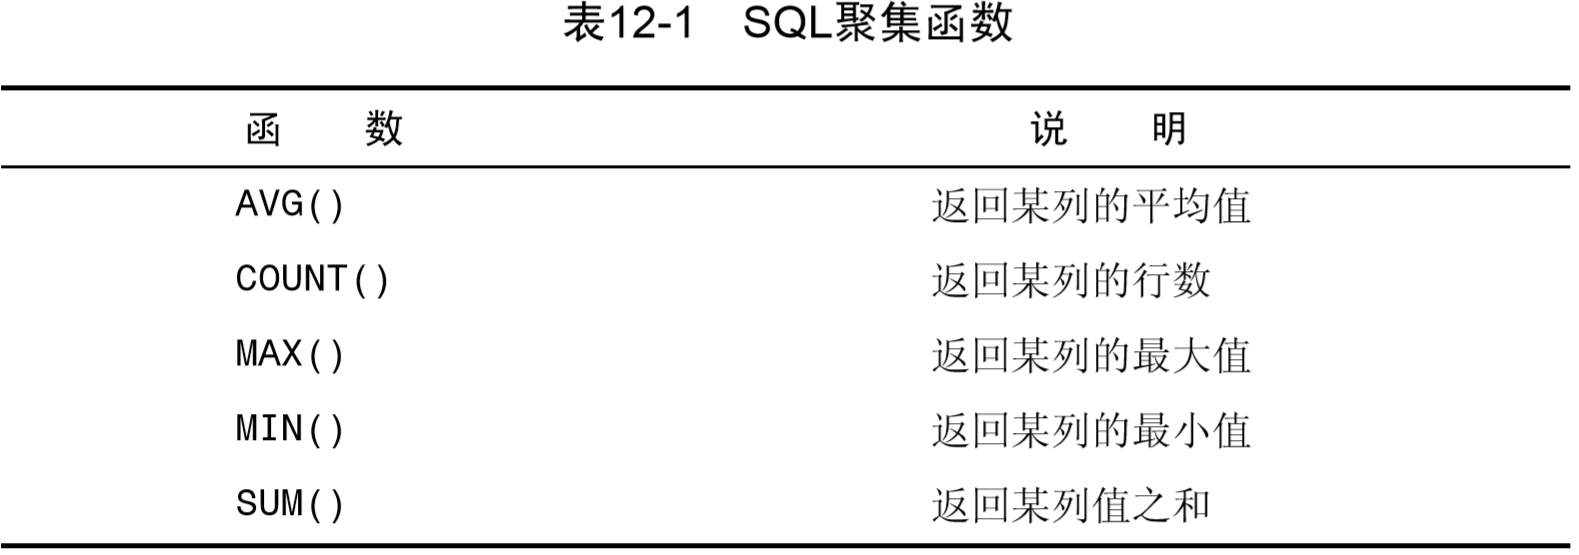 表12-1 SQL聚集函数
函 数 说 明
AVG() 返回某列的平均值
COUNT() 返回某列的行数
MAX() 返回某列的最大值
MIN() 返回某列的最小值
SUM() 返回某列值之和